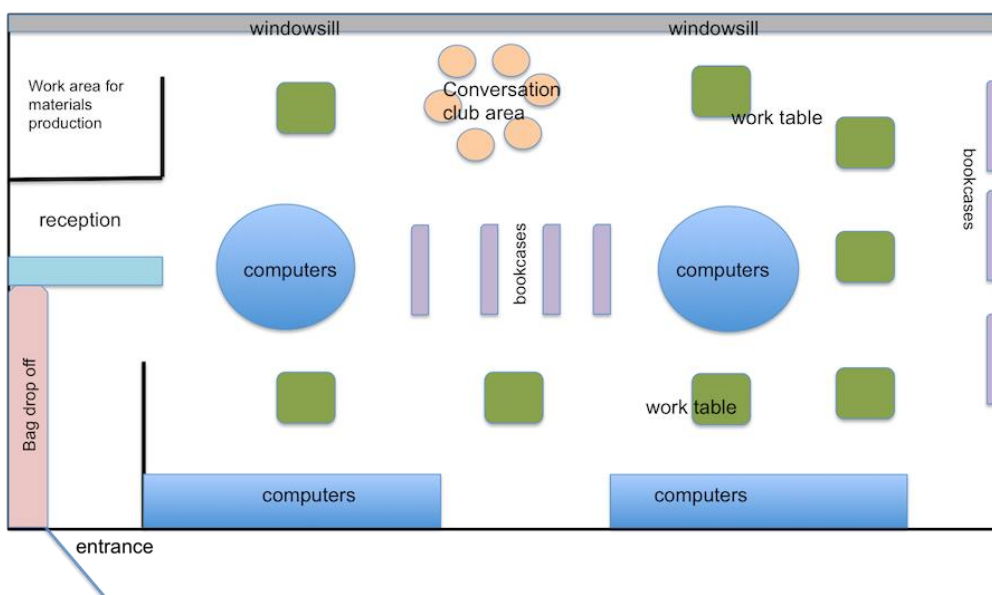 windowsill
windowsill
Work area for
materials
production
Conversation
club area
work table
bookcases
reception
computers
bookcases
computers
Bag drop off
work table
computers
computers
entrance